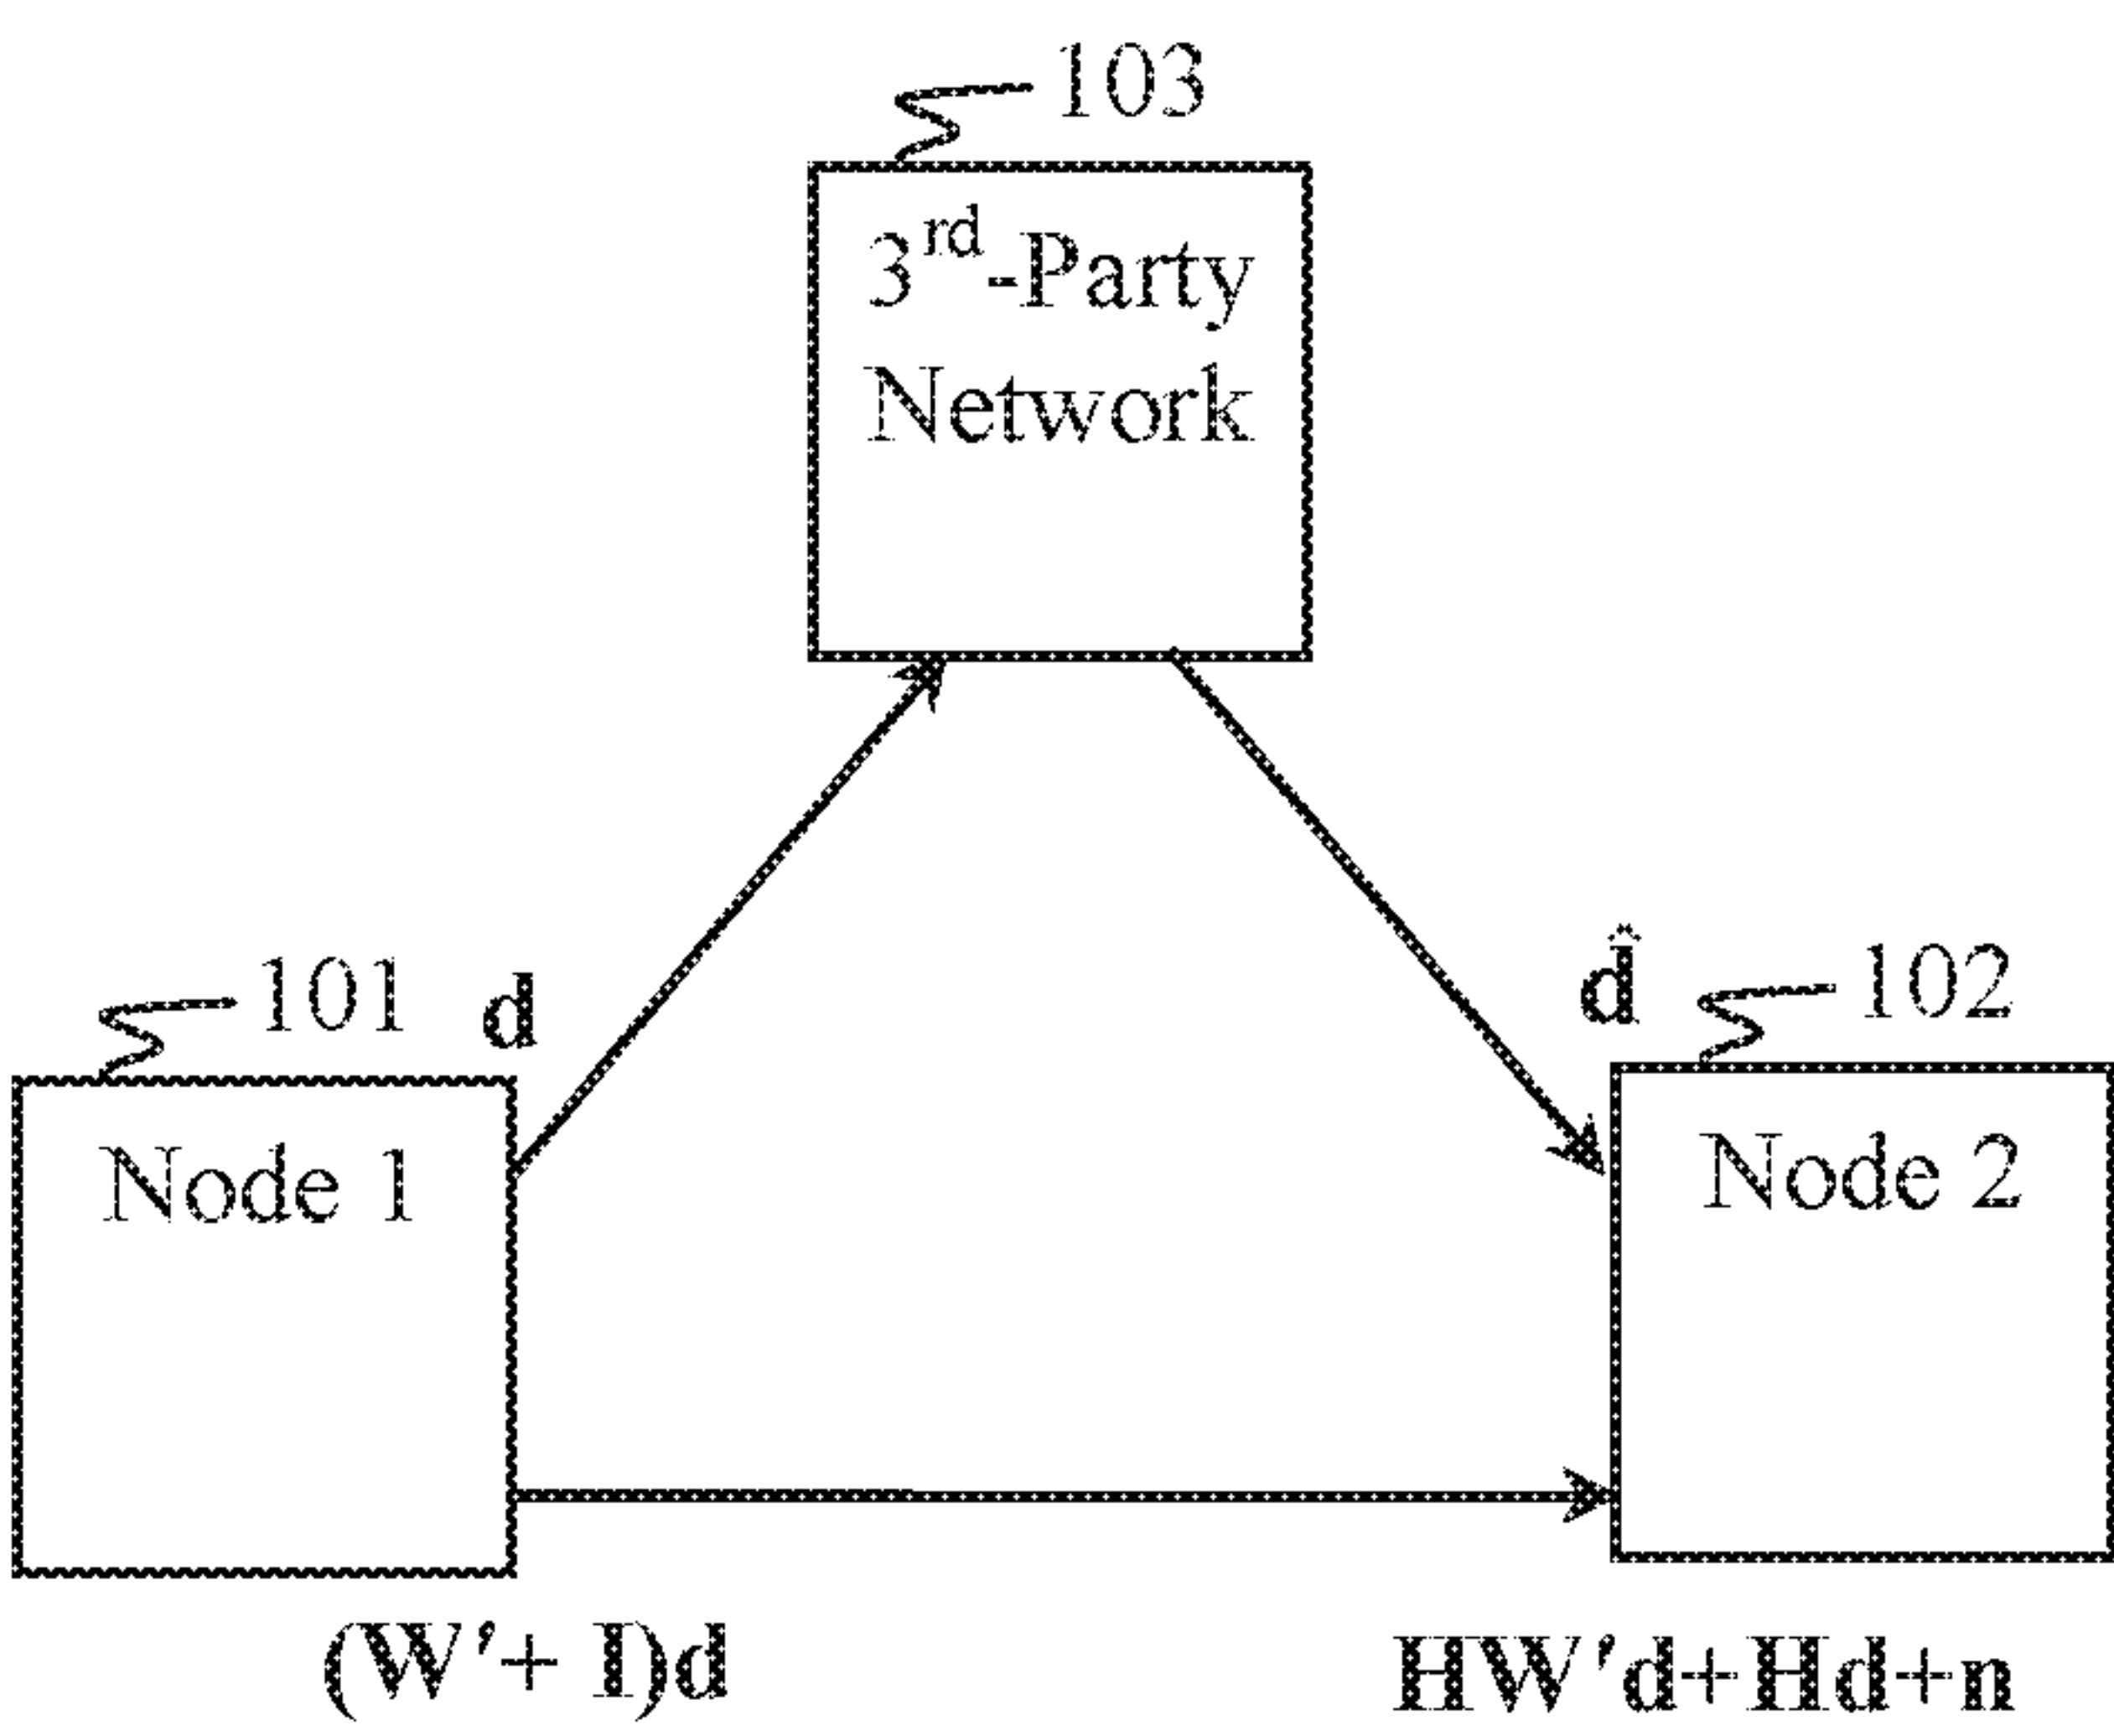 103
3rd-Party
Network
101
d
d̂
102
Node 1
Node 2
(W'+ I)d
HW'd+Hd+n